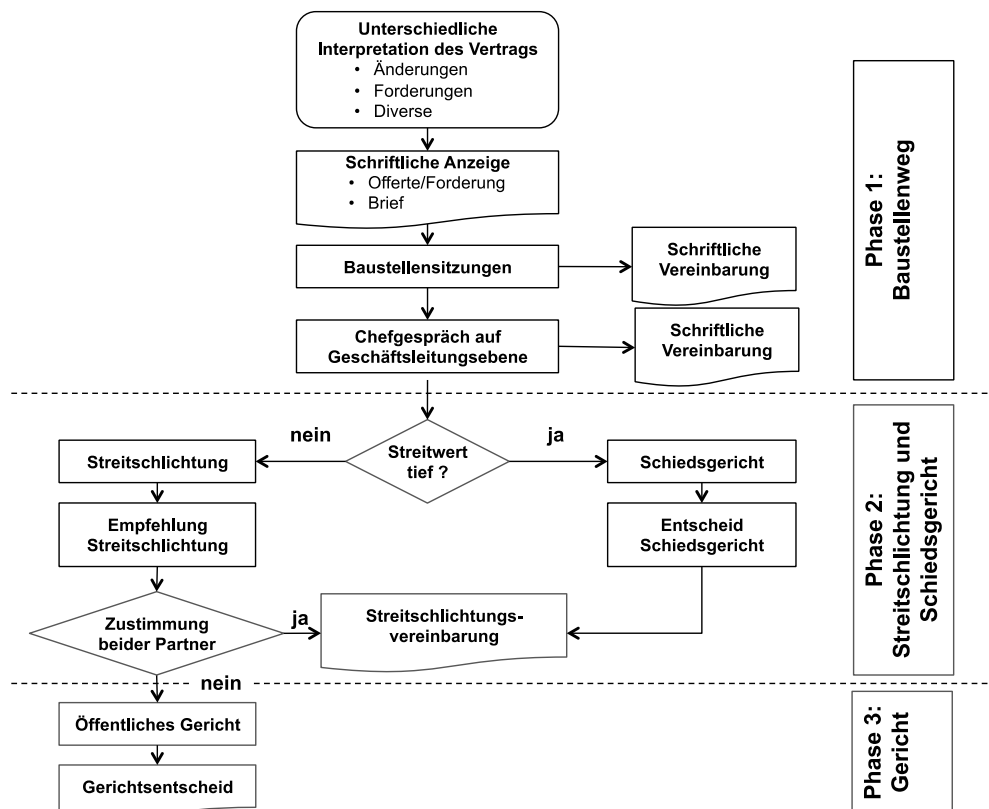 Unterschiedliche
Interpretation des Vertrags
• Änderungen
• Forderungen
• Diverse
Schriftliche Anzeige
• Offerte/Forderung
• Brief
Baustellensitzungen
Schriftliche
Vereinbarung
Chefgespräch auf
Geschäftsleitungsebene
Schriftliche
Vereinbarung
Phase 1:
Baustellenweg
nein
Streitwert
tief ?
ja
Streitschlichtung
Schiedsgericht
Empfehlung
Streitschlichtung
Entscheid
Schiedsgericht
Zustimmung
beider Partner
ja
Streitschlichtungs-
vereinbarung
Phase 2:
Streitschlichtung und
Schiedsgericht
nein
Öffentliches Gericht
Gerichtsentscheid
Phase 3:
Gericht